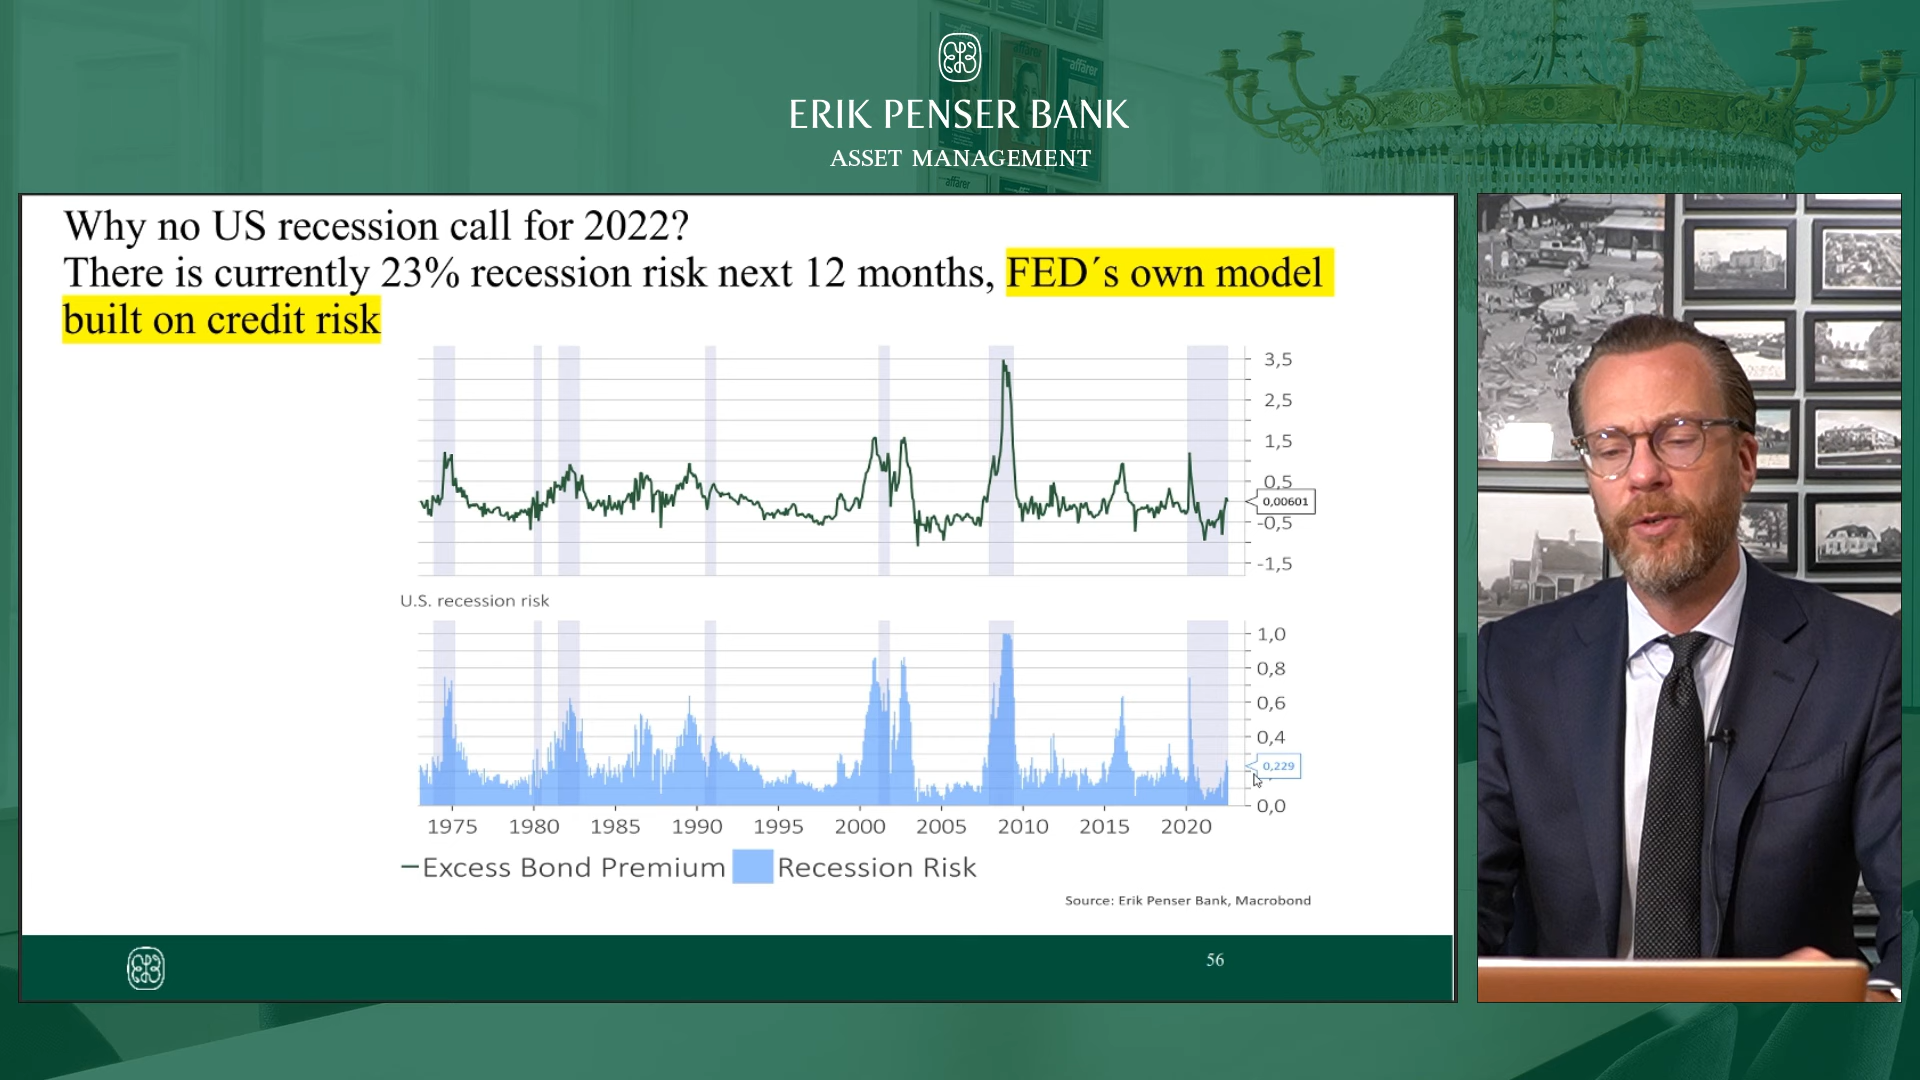 affärer
affärer
ERIK PENSER BANK
ASSET MANAGEMENT
affärer
Why no US recession call for 2022?
There is currently 23% recession risk next 12 months, FED´s own model
built on credit risk
3,5
2,5
1,5
0,5
0,00601
-0,5
-1,5
U.S. recession risk
1,0
0,8
0,6
0,4
0,229
0,0
1975 1980 1985 1990 1995 2000 2005 2010 2015 2020
Excess Bond Premium Recession Risk
Source: Erik Penser Bank, Macrobond
56